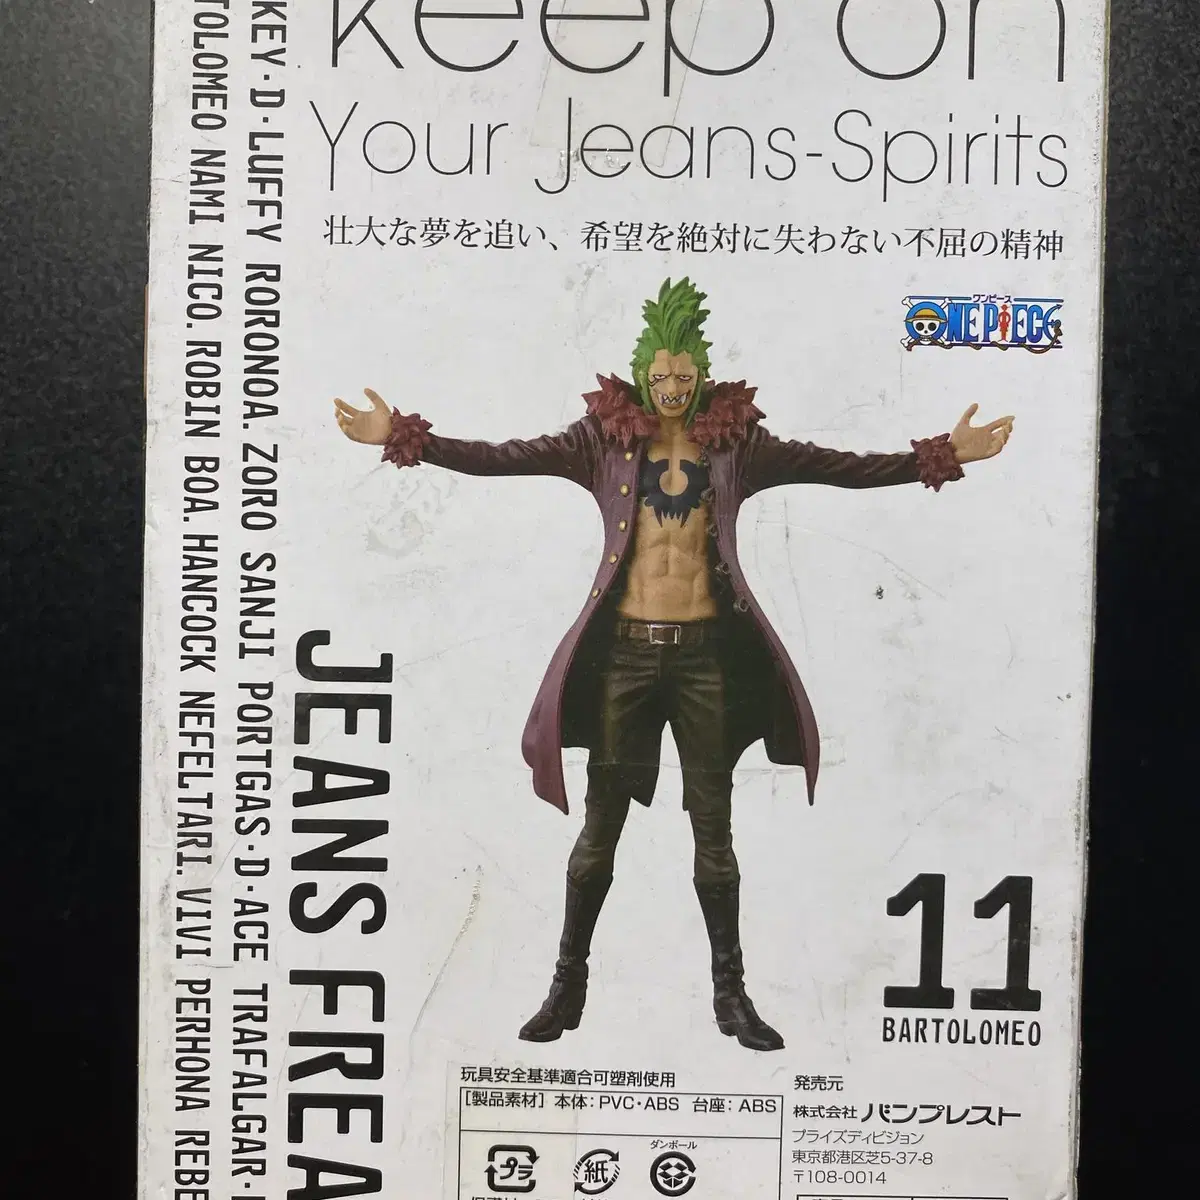 keep on
Your Jeans-Spirits
壮大な夢を追い、希望を絶対に失わない不屈の精神
ワンピース
ONE PIECE
KEY・D・LUFFY RORONOA. ZORO SANJI PORTGAS・D・ACE TRAFALGAR・
TOLOMEO NAMI NICO. ROBIN BOA. HANCOCK NEFELTARI. VIVI PERHONA REBE
JEANS FREA
11
BARTOLOMEO
玩具安全基準適合可塑剤使用
[製品素材] 本体：PVC・ABS 台座：ABS
プラ
紙
ダンボール
発売元
株式会社 バンプレスト
プライズディビジョン
東京都港区芝5-37-8
〒108-0014